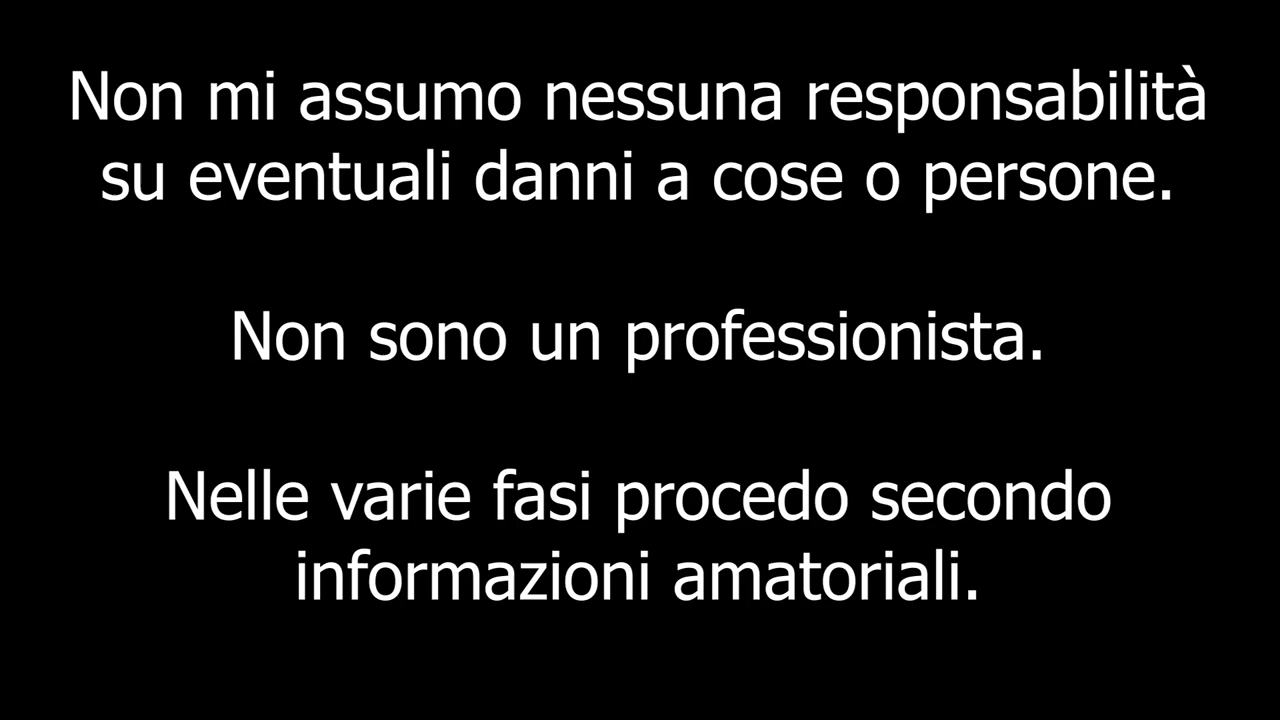 Non mi assumo nessuna responsabilità
su eventuali danni a cose o persone.
Non sono un professionista.
Nelle varie fasi procedo secondo
informazioni amatoriali.